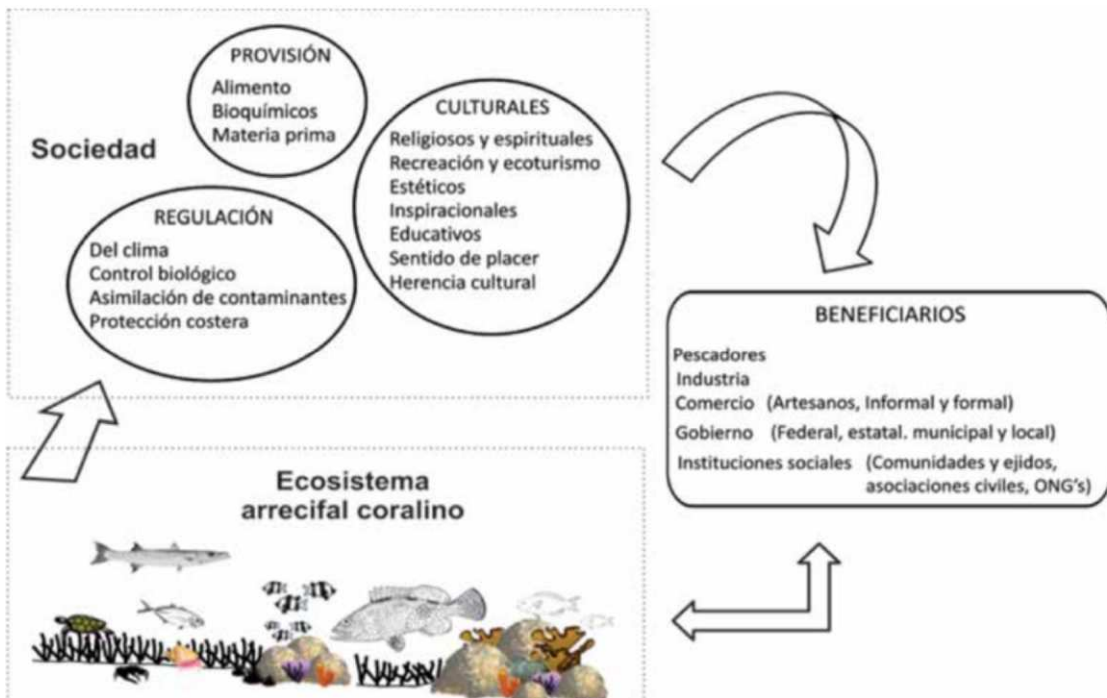 Sociedad
PROVISIÓN
Alimento
Bioquímicos
Materia prima
CULTURALES
Religiosos y espirituales
Recreación y ecoturismo
Estéticos
Inspiracionales
Educativos
Sentido de placer
Herencia cultural
REGULACIÓN
Del clima
Control biológico
Asimilación de contaminantes
Protección costera
BENEFICIARIOS
Pescadores
Industria
Comercio (Artesanos, Informal y formal)
Gobierno (Federal, estatal. municipal y local)
Instituciones sociales (Comunidades y ejidos,
asociaciones civiles, ONG's)
Ecosistema
arrecifal coralino